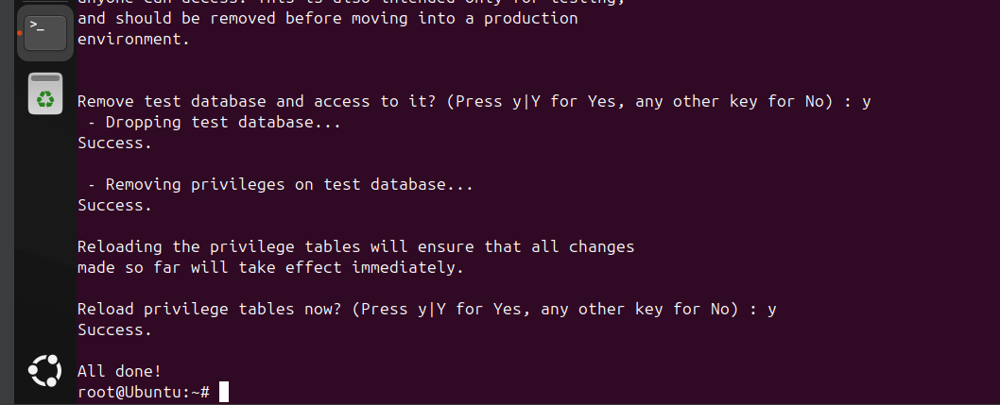 anyone can access. This is also intended only for testing,
and should be removed before moving into a production
environment.
Remove test database and access to it? (Press y|Y for Yes, any other key for No) : y
 - Dropping test database...
Success.
 - Removing privileges on test database...
Success.
Reloading the privilege tables will ensure that all changes
made so far will take effect immediately.
Reload privilege tables now? (Press y|Y for Yes, any other key for No) : y
Success.
All done!
root@Ubuntu:~#